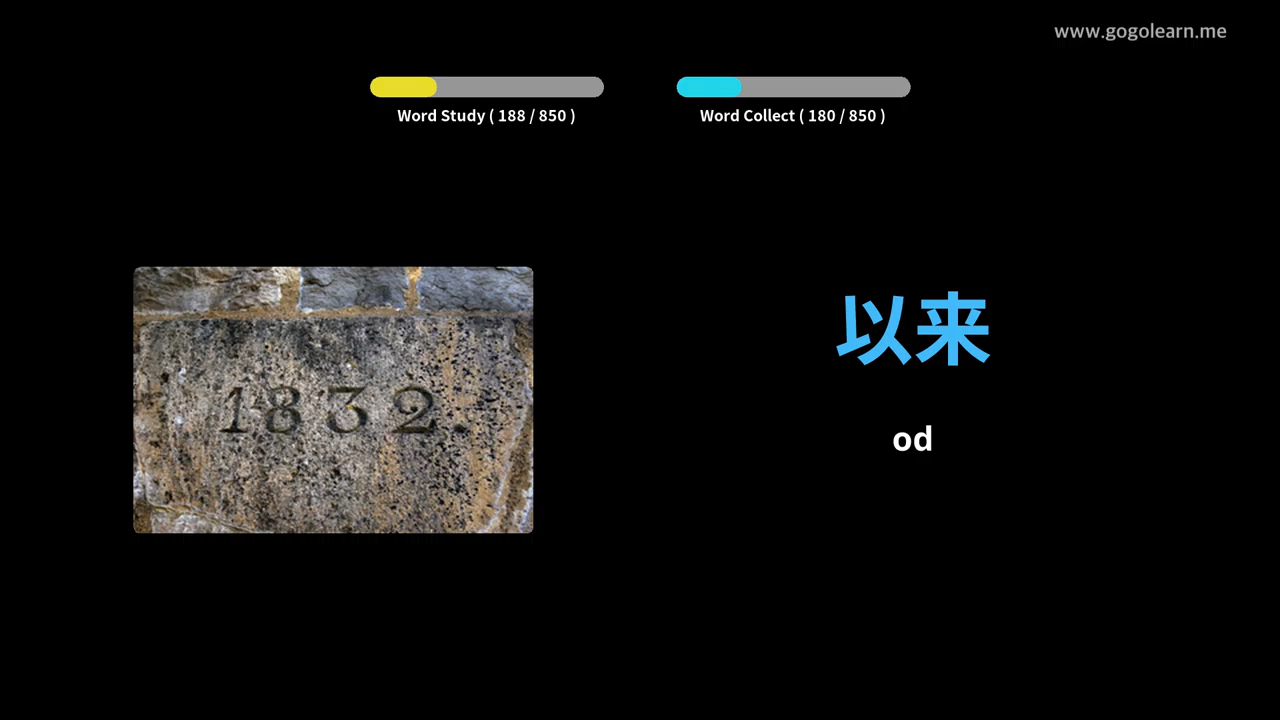 www.gogolearn.me
Word Study ( 188 / 850 )
Word Collect ( 180 / 850 )
1832.
以来
od